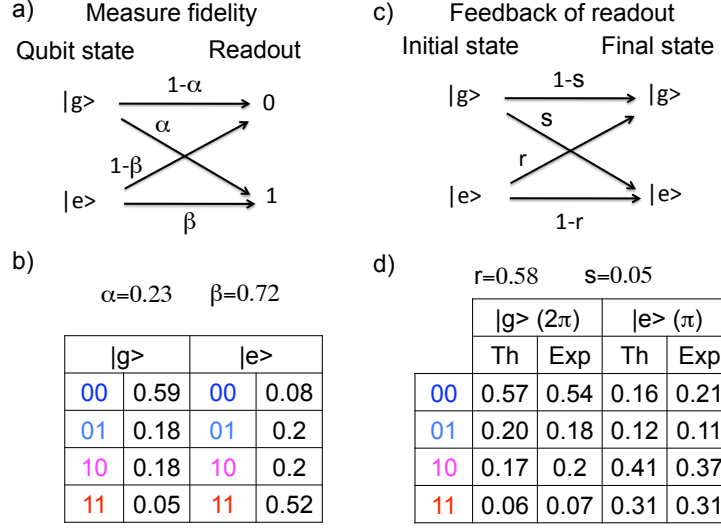 a) Measure fidelity
Qubit state Readout
|g> 1-α 0
α
1-β
|e> β 1
c) Feedback of readout
Initial state Final state
|g> 1-s |g>
s
r
|e> 1-r |e>
b)
α=0.23 β=0.72
|g> |e>
00 0.59 00 0.08
01 0.18 01 0.2
10 0.18 10 0.2
11 0.05 11 0.52
d)
r=0.58 s=0.05
|g> (2π) |e> (π)
Th Exp Th Exp
00 0.57 0.54 0.16 0.21
01 0.20 0.18 0.12 0.11
10 0.17 0.2 0.41 0.37
11 0.06 0.07 0.31 0.31